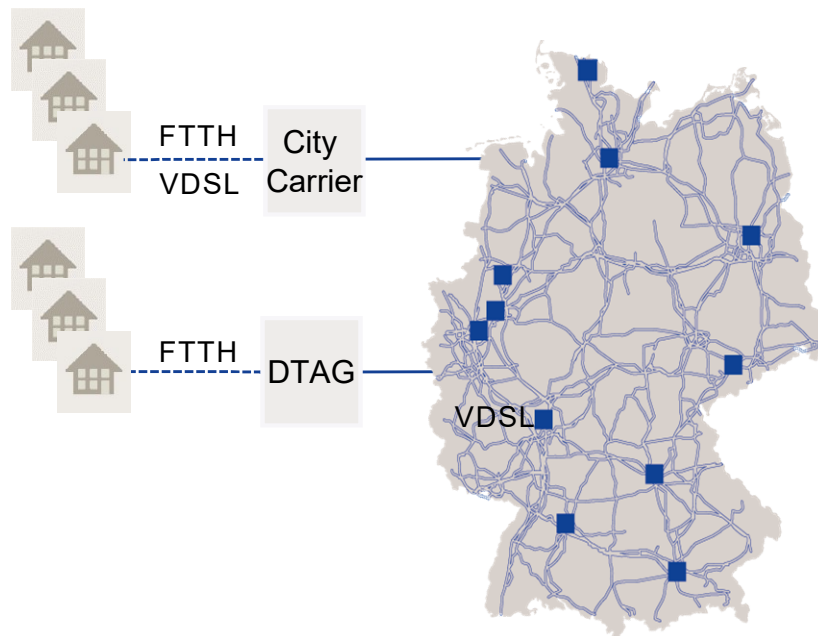 FTTH
VDSL
City
Carrier
FTTH
DTAG
VDSL